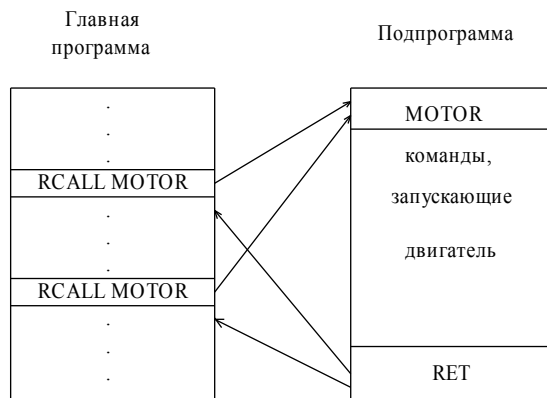 Главная
программа
Подпрограмма
.
.
.
RCALL MOTOR
.
.
.
RCALL MOTOR
.
.
.
MOTOR
команды,
запускающие
двигатель
RET